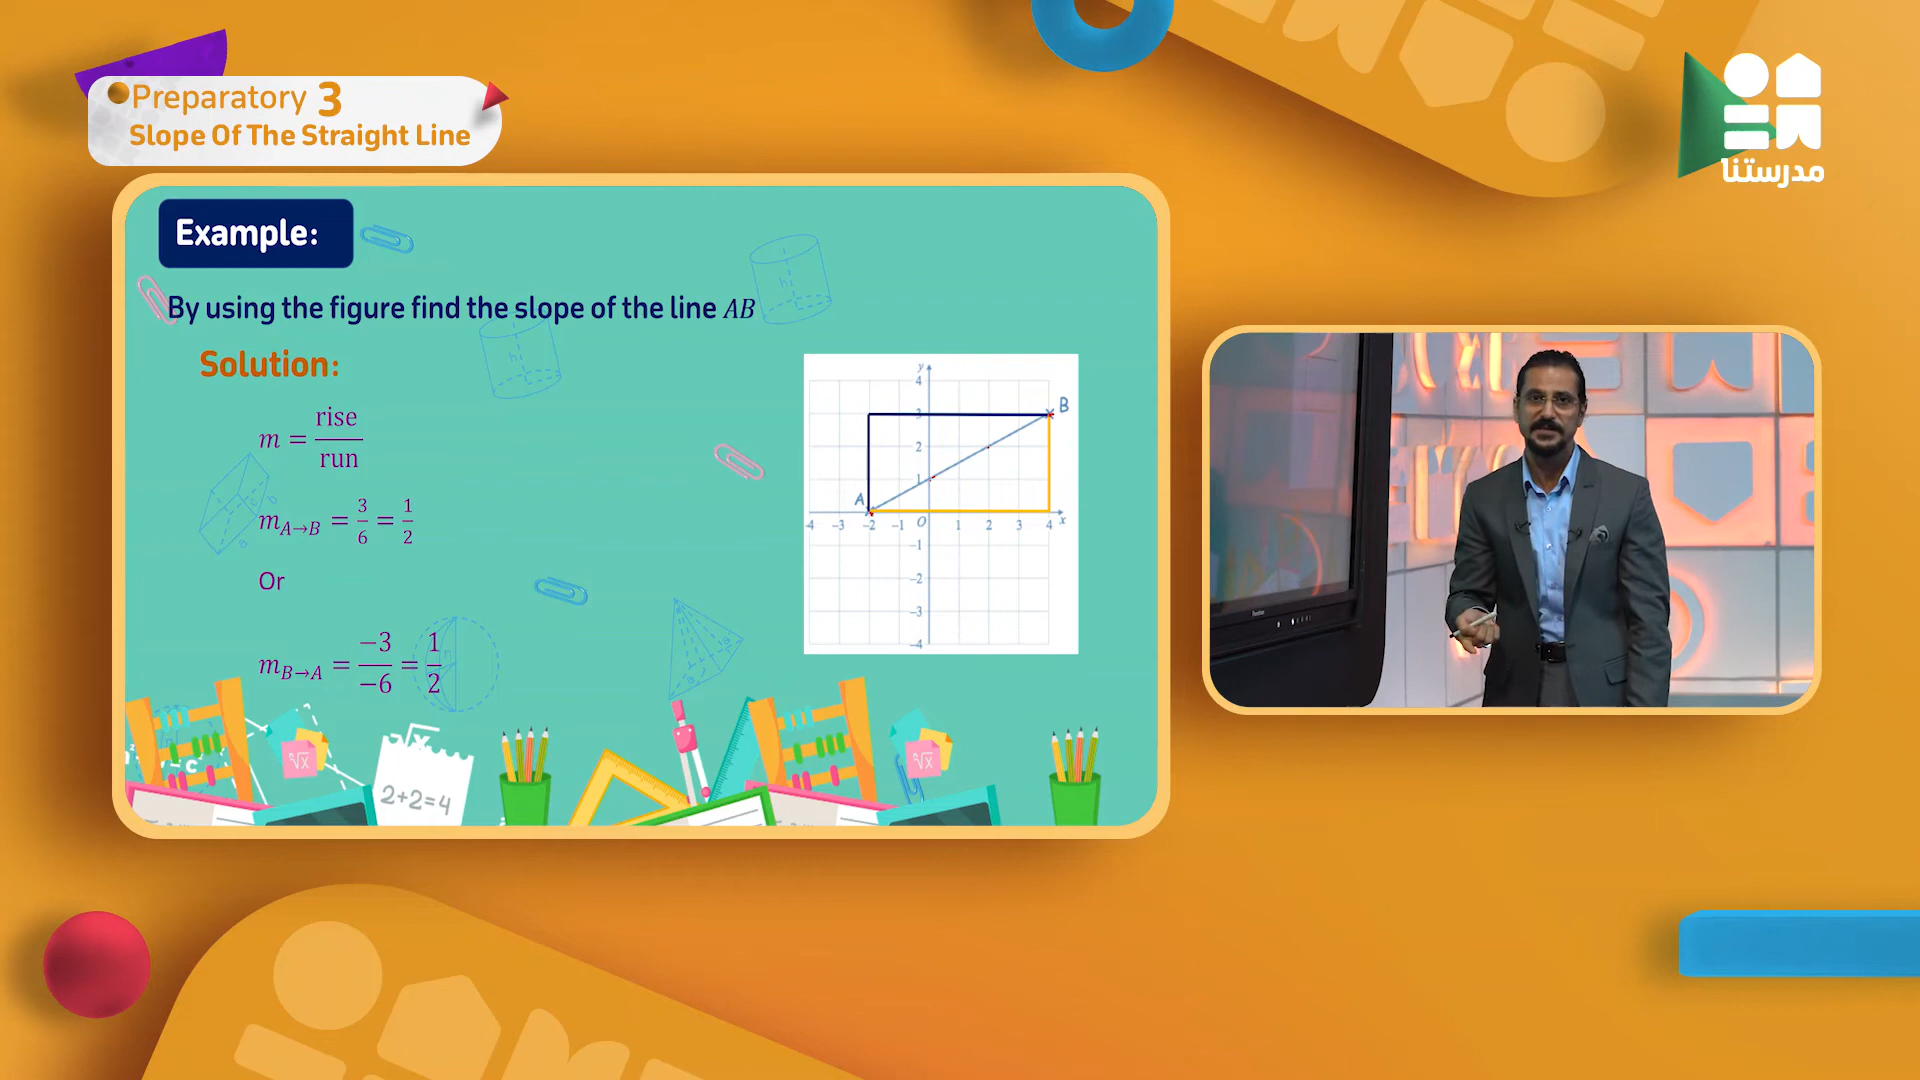 Preparatory 3
Slope Of The Straight Line
مدرستنا
Example:
By using the figure find the slope of the line AB
Solution:
m = rise / run
m A→B = 3/6 = 1/2
Or
m B→A = −3/−6 = 1/2
y
4
3
B
2
1
A
-4 −3 −2 −1 O 1 2 3 4 x
−1
−2
−3
−4
h
h
√x
√x
√x
2+2=4